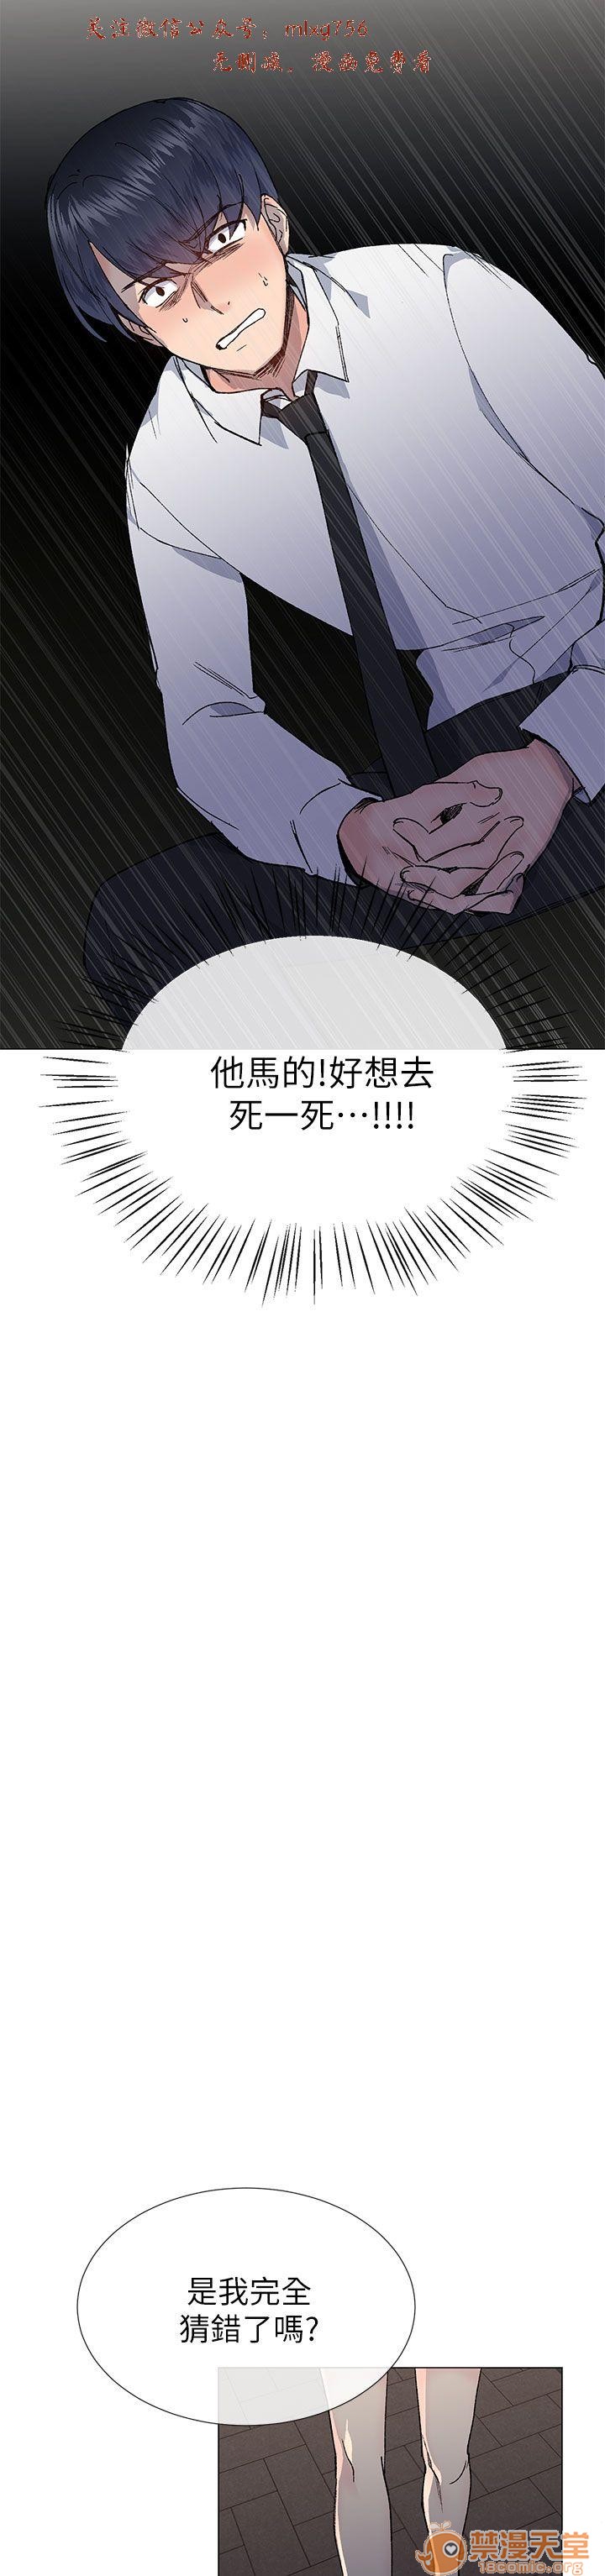 关注微信公众号：mlxg756
无删减，漫画免费看
他馬的!好想去
死一死…!!!!
是我完全
猜錯了嗎?
禁漫天堂
18comic.org